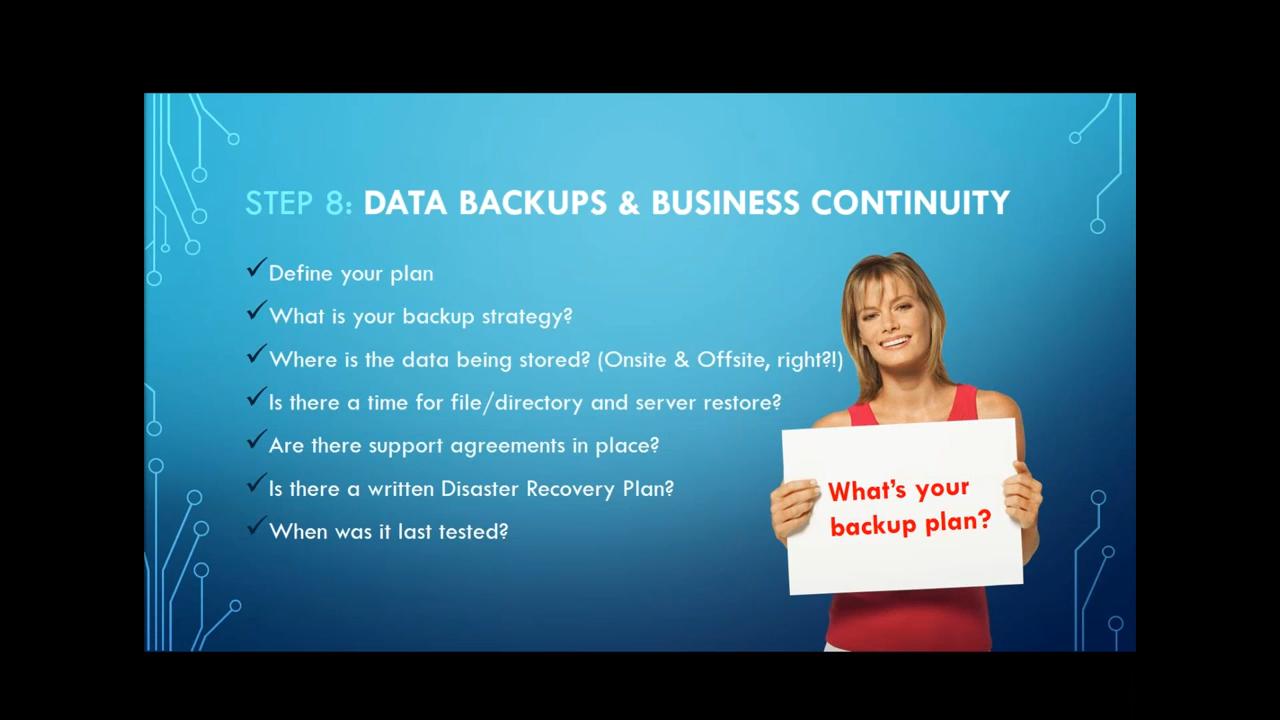 STEP 8: DATA BACKUPS & BUSINESS CONTINUITY
Define your plan
What is your backup strategy?
Where is the data being stored? (Onsite & Offsite, right?!)
Is there a time for file/directory and server restore?
Are there support agreements in place?
Is there a written Disaster Recovery Plan?
When was it last tested?
What's your
backup plan?